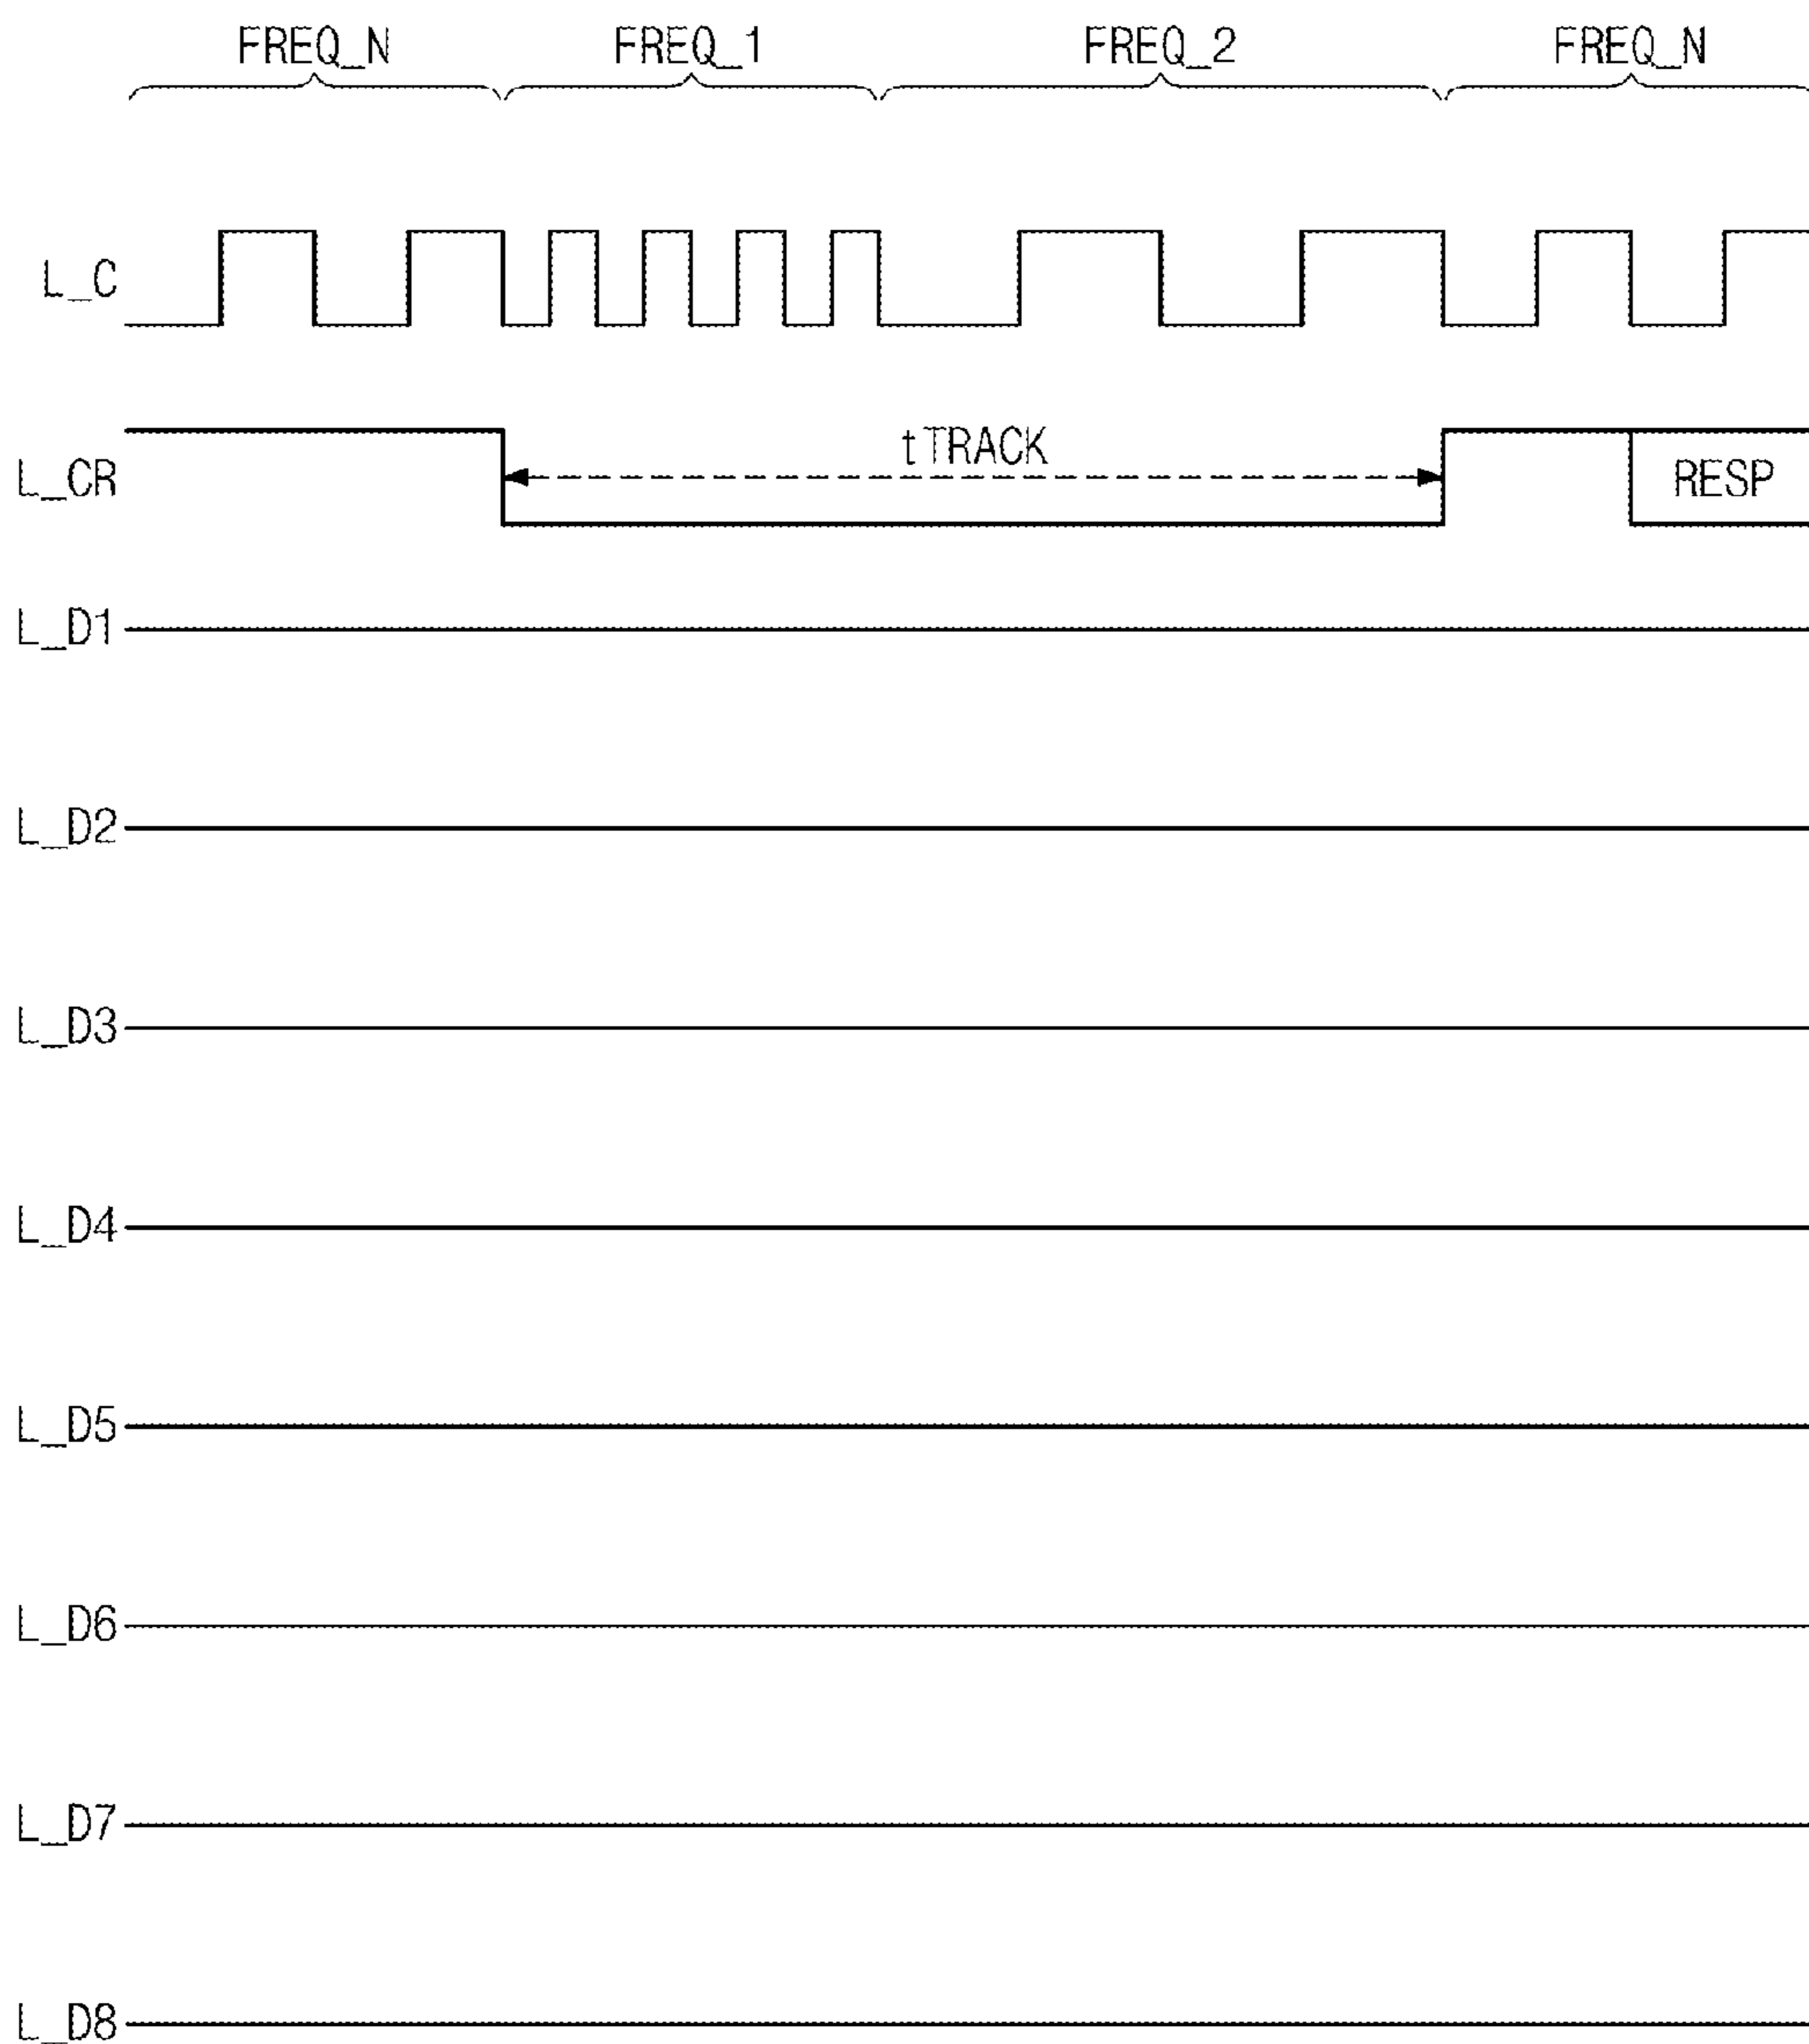 FREQ_N FREQ_1 FREQ_2 FREQ_N
L_C
L_CR tTRACK RESP
L_D1
L_D2
L_D3
L_D4
L_D5
L_D6
L_D7
L_D8